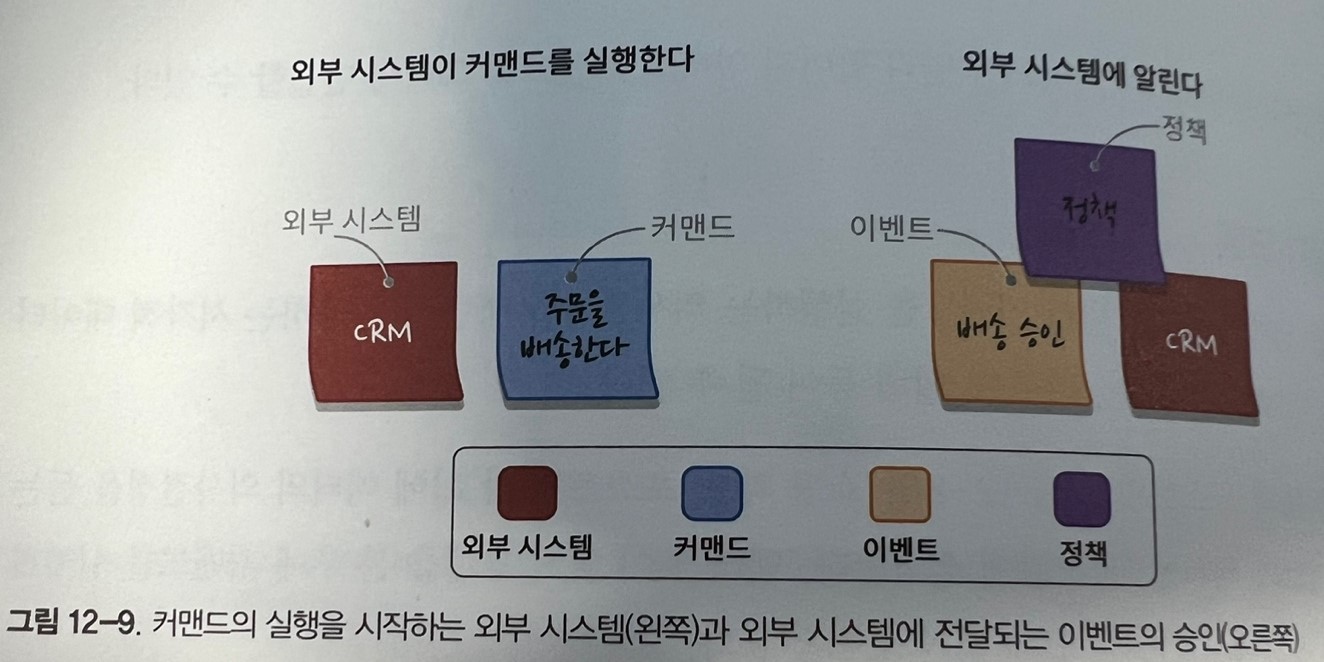 외부 시스템이 커맨드를 실행한다
외부 시스템에 알린다
정책
외부 시스템
커맨드
이벤트
정책
CRM
주문을
배송한다
배송 승인
CRM
외부 시스템
커맨드
이벤트
정책
그림 12-9. 커맨드의 실행을 시작하는 외부 시스템(왼쪽)과 외부 시스템에 전달되는 이벤트의 승인(오른쪽)